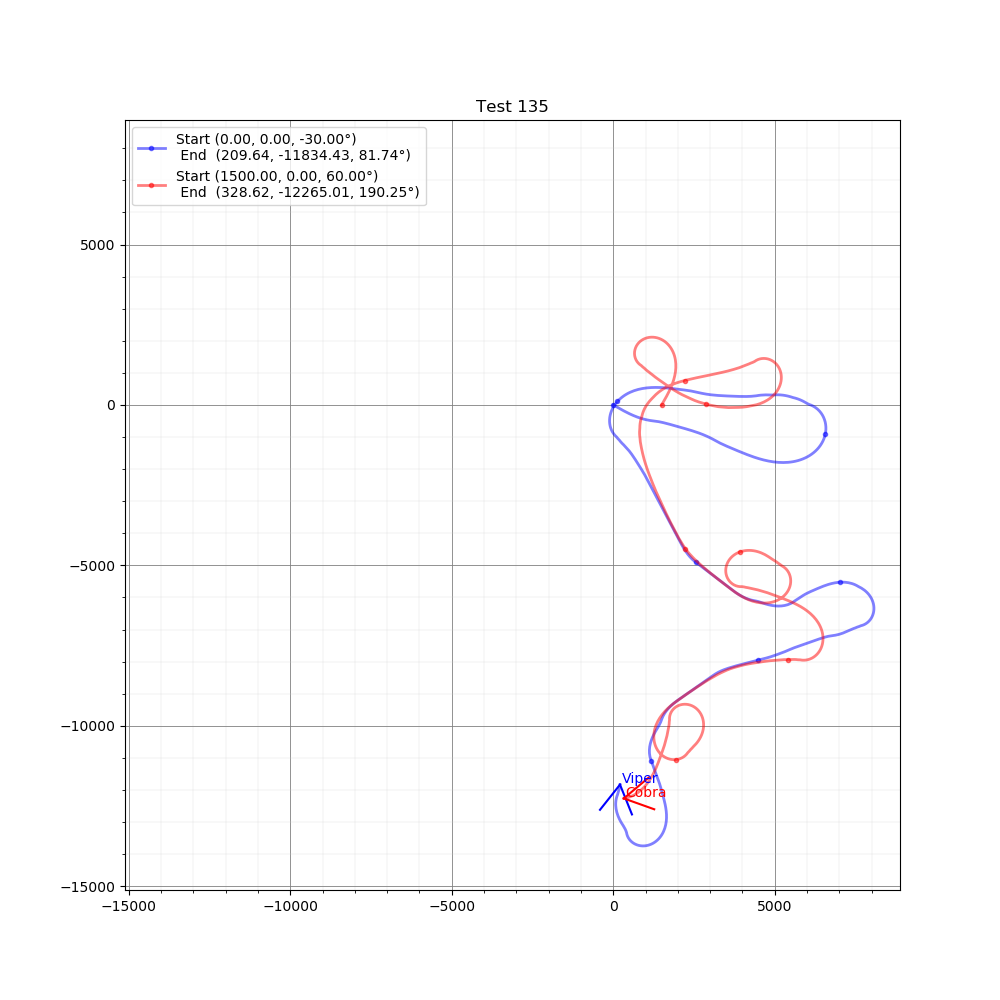 Test 135
Start (0.00, 0.00, -30.00°)
End  (209.64, -11834.43, 81.74°)
Start (1500.00, 0.00, 60.00°)
End  (328.62, -12265.01, 190.25°)
5000
0
−5000
−10000
−15000
Viper
Cobra
−15000 −10000 −5000 0 5000